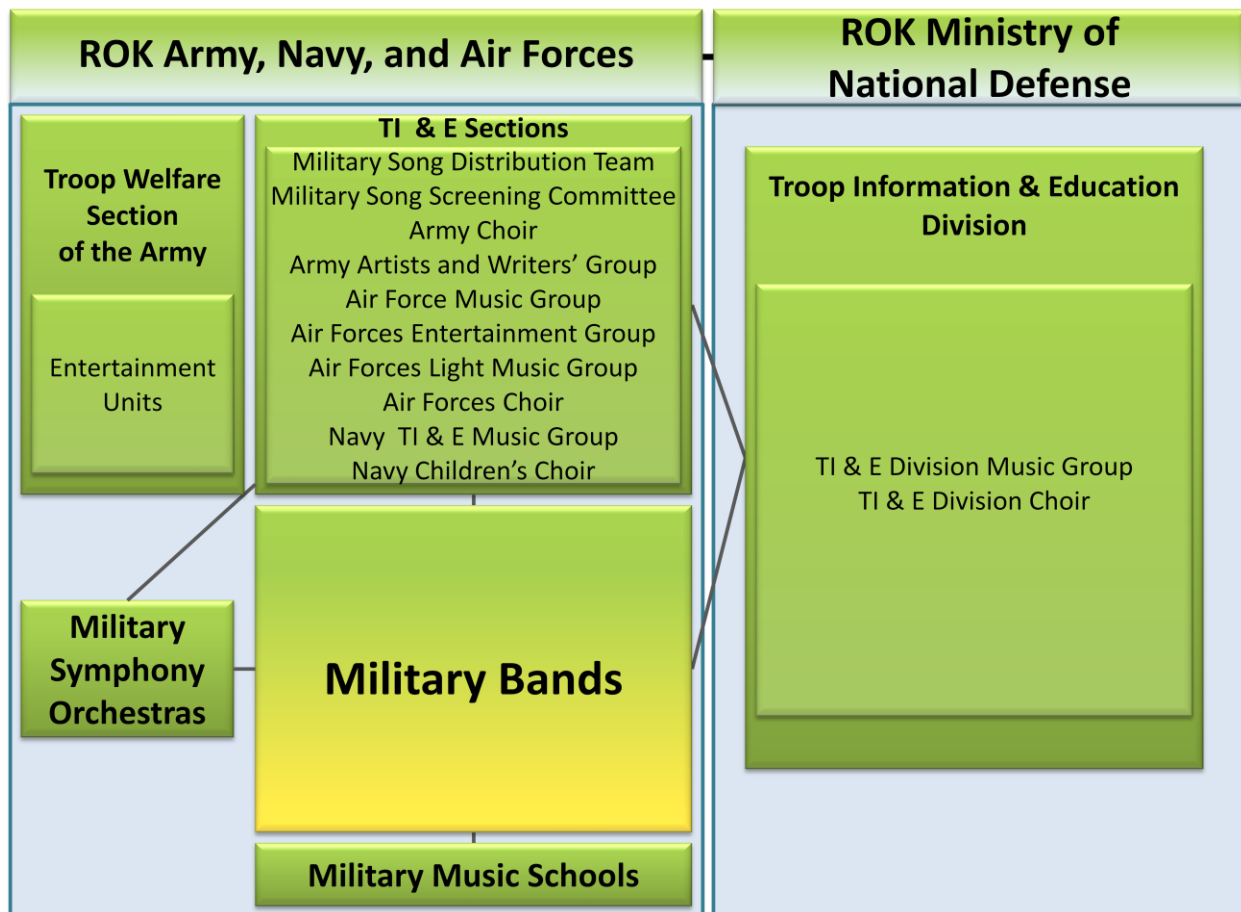 ROK Army, Navy, and Air Forces
ROK Ministry of
National Defense
Troop Welfare
Section
of the Army
Entertainment
Units
TI & E Sections
Military Song Distribution Team
Military Song Screening Committee
Army Choir
Army Artists and Writers’ Group
Air Force Music Group
Air Forces Entertainment Group
Air Forces Light Music Group
Air Forces Choir
Navy TI & E Music Group
Navy Children’s Choir
Military
Symphony
Orchestras
Military Bands
Military Music Schools
Troop Information & Education
Division
TI & E Division Music Group
TI & E Division Choir